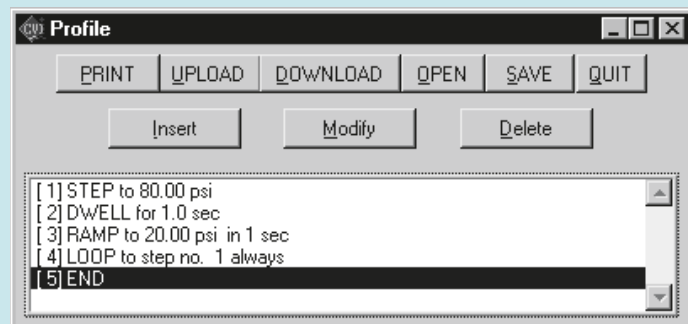 CVI Profile
PRINT UPLOAD DOWNLOAD OPEN SAVE QUIT
Insert Modify Delete
[ 1] STEP to 80.00 psi
[ 2] DWELL for 1.0 sec
[ 3] RAMP to 20.00 psi in 1 sec
[ 4] LOOP to step no. 1 always
[ 5] END